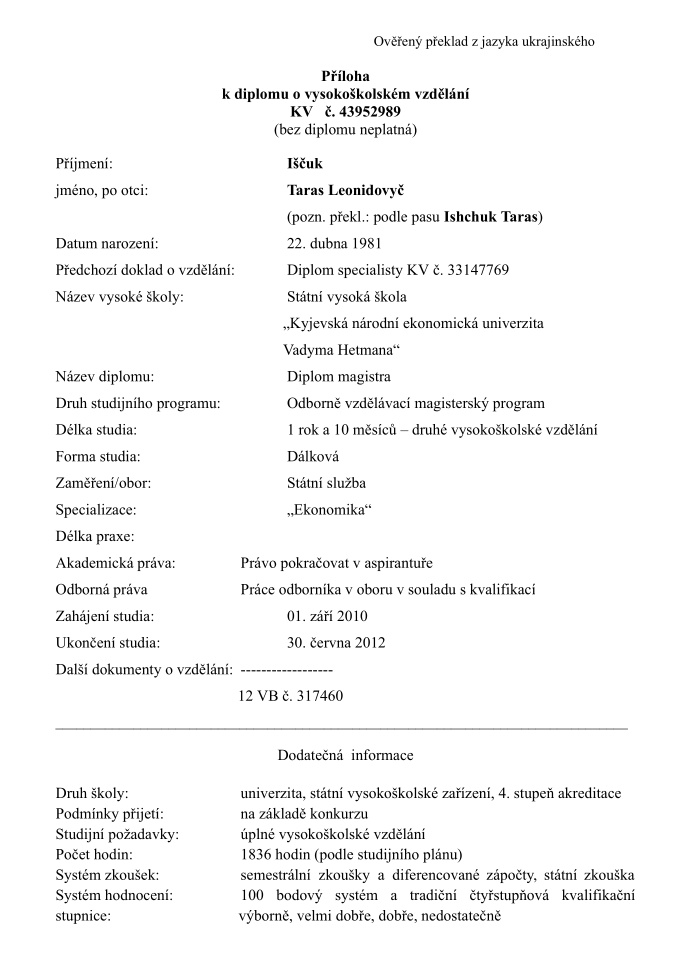 Ověřený překlad z jazyka ukrajinského
Příloha
k diplomu o vysokoškolském vzdělání
KV č. 43952989
(bez diplomu neplatná)
Příjmení: Iščuk
jméno, po otci: Taras Leonidovyč
(pozn. překl.: podle pasu Ishchuk Taras)
Datum narození: 22. dubna 1981
Předchozí doklad o vzdělání: Diplom specialisty KV č. 33147769
Název vysoké školy: Státní vysoká škola
„Kyjevská národní ekonomická univerzita
Vadyma Hetmana“
Název diplomu: Diplom magistra
Druh studijního programu: Odborně vzdělávací magisterský program
Délka studia: 1 rok a 10 měsíců – druhé vysokoškolské vzdělání
Forma studia: Dálková
Zaměření/obor: Státní služba
Specializace: „Ekonomika“
Délka praxe:
Akademická práva: Právo pokračovat v aspirantuře
Odborná práva Práce odborníka v oboru v souladu s kvalifikací
Zahájení studia: 01. září 2010
Ukončení studia: 30. června 2012
Další dokumenty o vzdělání: ------------------
12 VB č. 317460
Dodatečná informace
Druh školy: univerzita, státní vysokoškolské zařízení, 4. stupeň akreditace
Podmínky přijetí: na základě konkurzu
Studijní požadavky: úplné vysokoškolské vzdělání
Počet hodin: 1836 hodin (podle studijního plánu)
Systém zkoušek: semestrální zkoušky a diferencované zápočty, státní zkouška
Systém hodnocení: 100 bodový systém a tradiční čtyřstupňová kvalifikační
stupnice: výborně, velmi dobře, dobře, nedostatečně